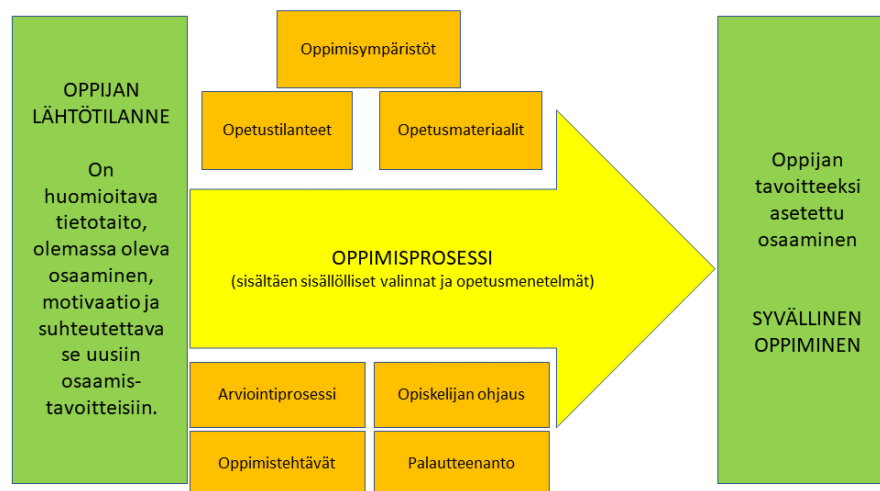 OPPIJAN
LÄHTÖTILANNE
On
huomioitava
tietotaito,
olemassa oleva
osaaminen,
motivaatio ja
suhteutettava
se uusiin
osaamis-
tavoitteisiin.
Oppimisympäristöt
Opetustilanteet
Opetusmateriaalit
OPPIMISPROSESSI
(sisältäen sisällölliset valinnat ja opetusmenetelmät)
Arviointiprosessi
Opiskelijan ohjaus
Oppimistehtävät
Palautteenanto
Oppijan
tavoitteeksi
asetettu
osaaminen
SYVÄLLINEN
OPPIMINEN